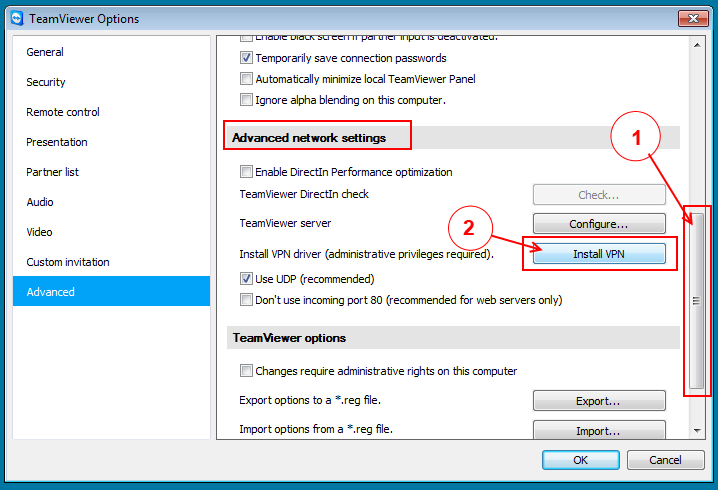 TeamViewer Options
General
Security
Remote control
Presentation
Partner list
Audio
Video
Custom invitation
Advanced
Enable black screen if partner input is deactivated.
Temporarily save connection passwords
Automatically minimize local TeamViewer Panel
Ignore alpha blending on this computer.
Advanced network settings
1
Enable DirectIn Performance optimization
TeamViewer DirectIn check Check...
TeamViewer server Configure...
2
Install VPN driver (administrative privileges required). Install VPN
Use UDP (recommended)
Don't use incoming port 80 (recommended for web servers only)
TeamViewer options
Changes require administrative rights on this computer
Export options to a *.reg file. Export...
Import options from a *.reg file. Import...
OK Cancel